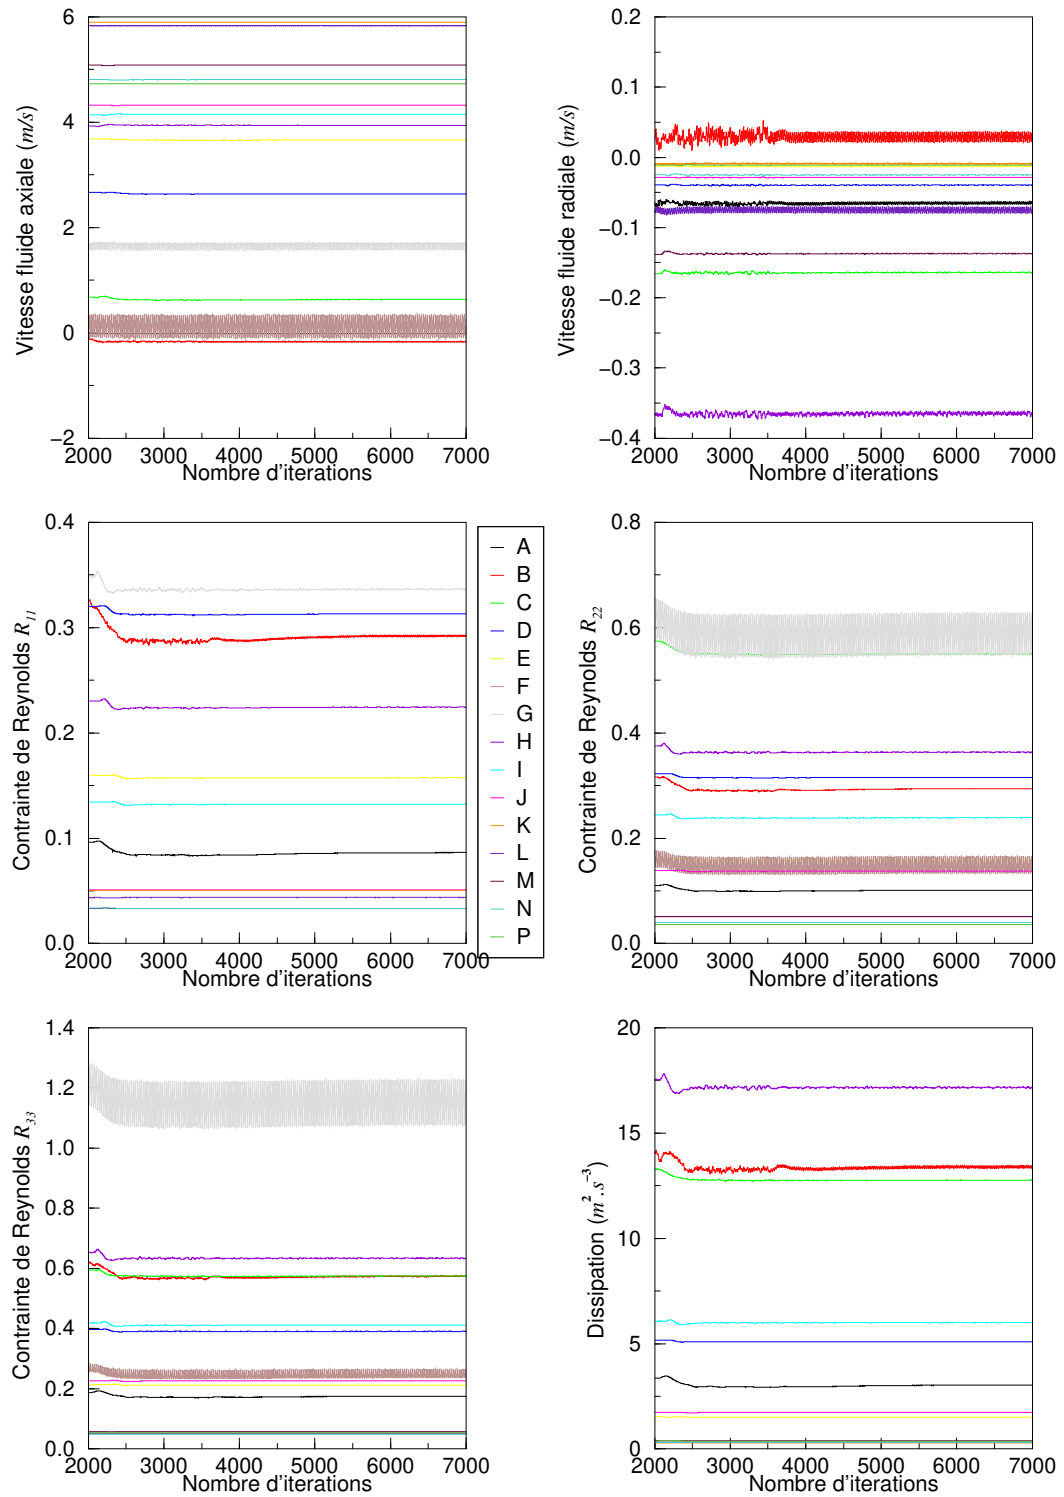 6
4
2
0
−2
2000 3000 4000 5000 6000 7000
Nombre d'iterations
Vitesse fluide axiale (m/s)
0.2
0.1
0.0
−0.1
−0.2
−0.3
−0.4
2000 3000 4000 5000 6000 7000
Nombre d'iterations
Vitesse fluide radiale (m/s)
0.4
0.3
0.2
0.1
0.0
2000 3000 4000 5000 6000 7000
Nombre d'iterations
Contrainte de Reynolds R11
A
B
C
D
E
F
G
H
I
J
K
L
M
N
P
0.8
0.6
0.4
0.2
0.0
2000 3000 4000 5000 6000 7000
Nombre d'iterations
Contrainte de Reynolds R22
1.4
1.2
1.0
0.8
0.6
0.4
0.2
0.0
2000 3000 4000 5000 6000 7000
Nombre d'iterations
Contrainte de Reynolds R33
20
15
10
5
0
2000 3000 4000 5000 6000 7000
Nombre d'iterations
Dissipation (m².s⁻³)